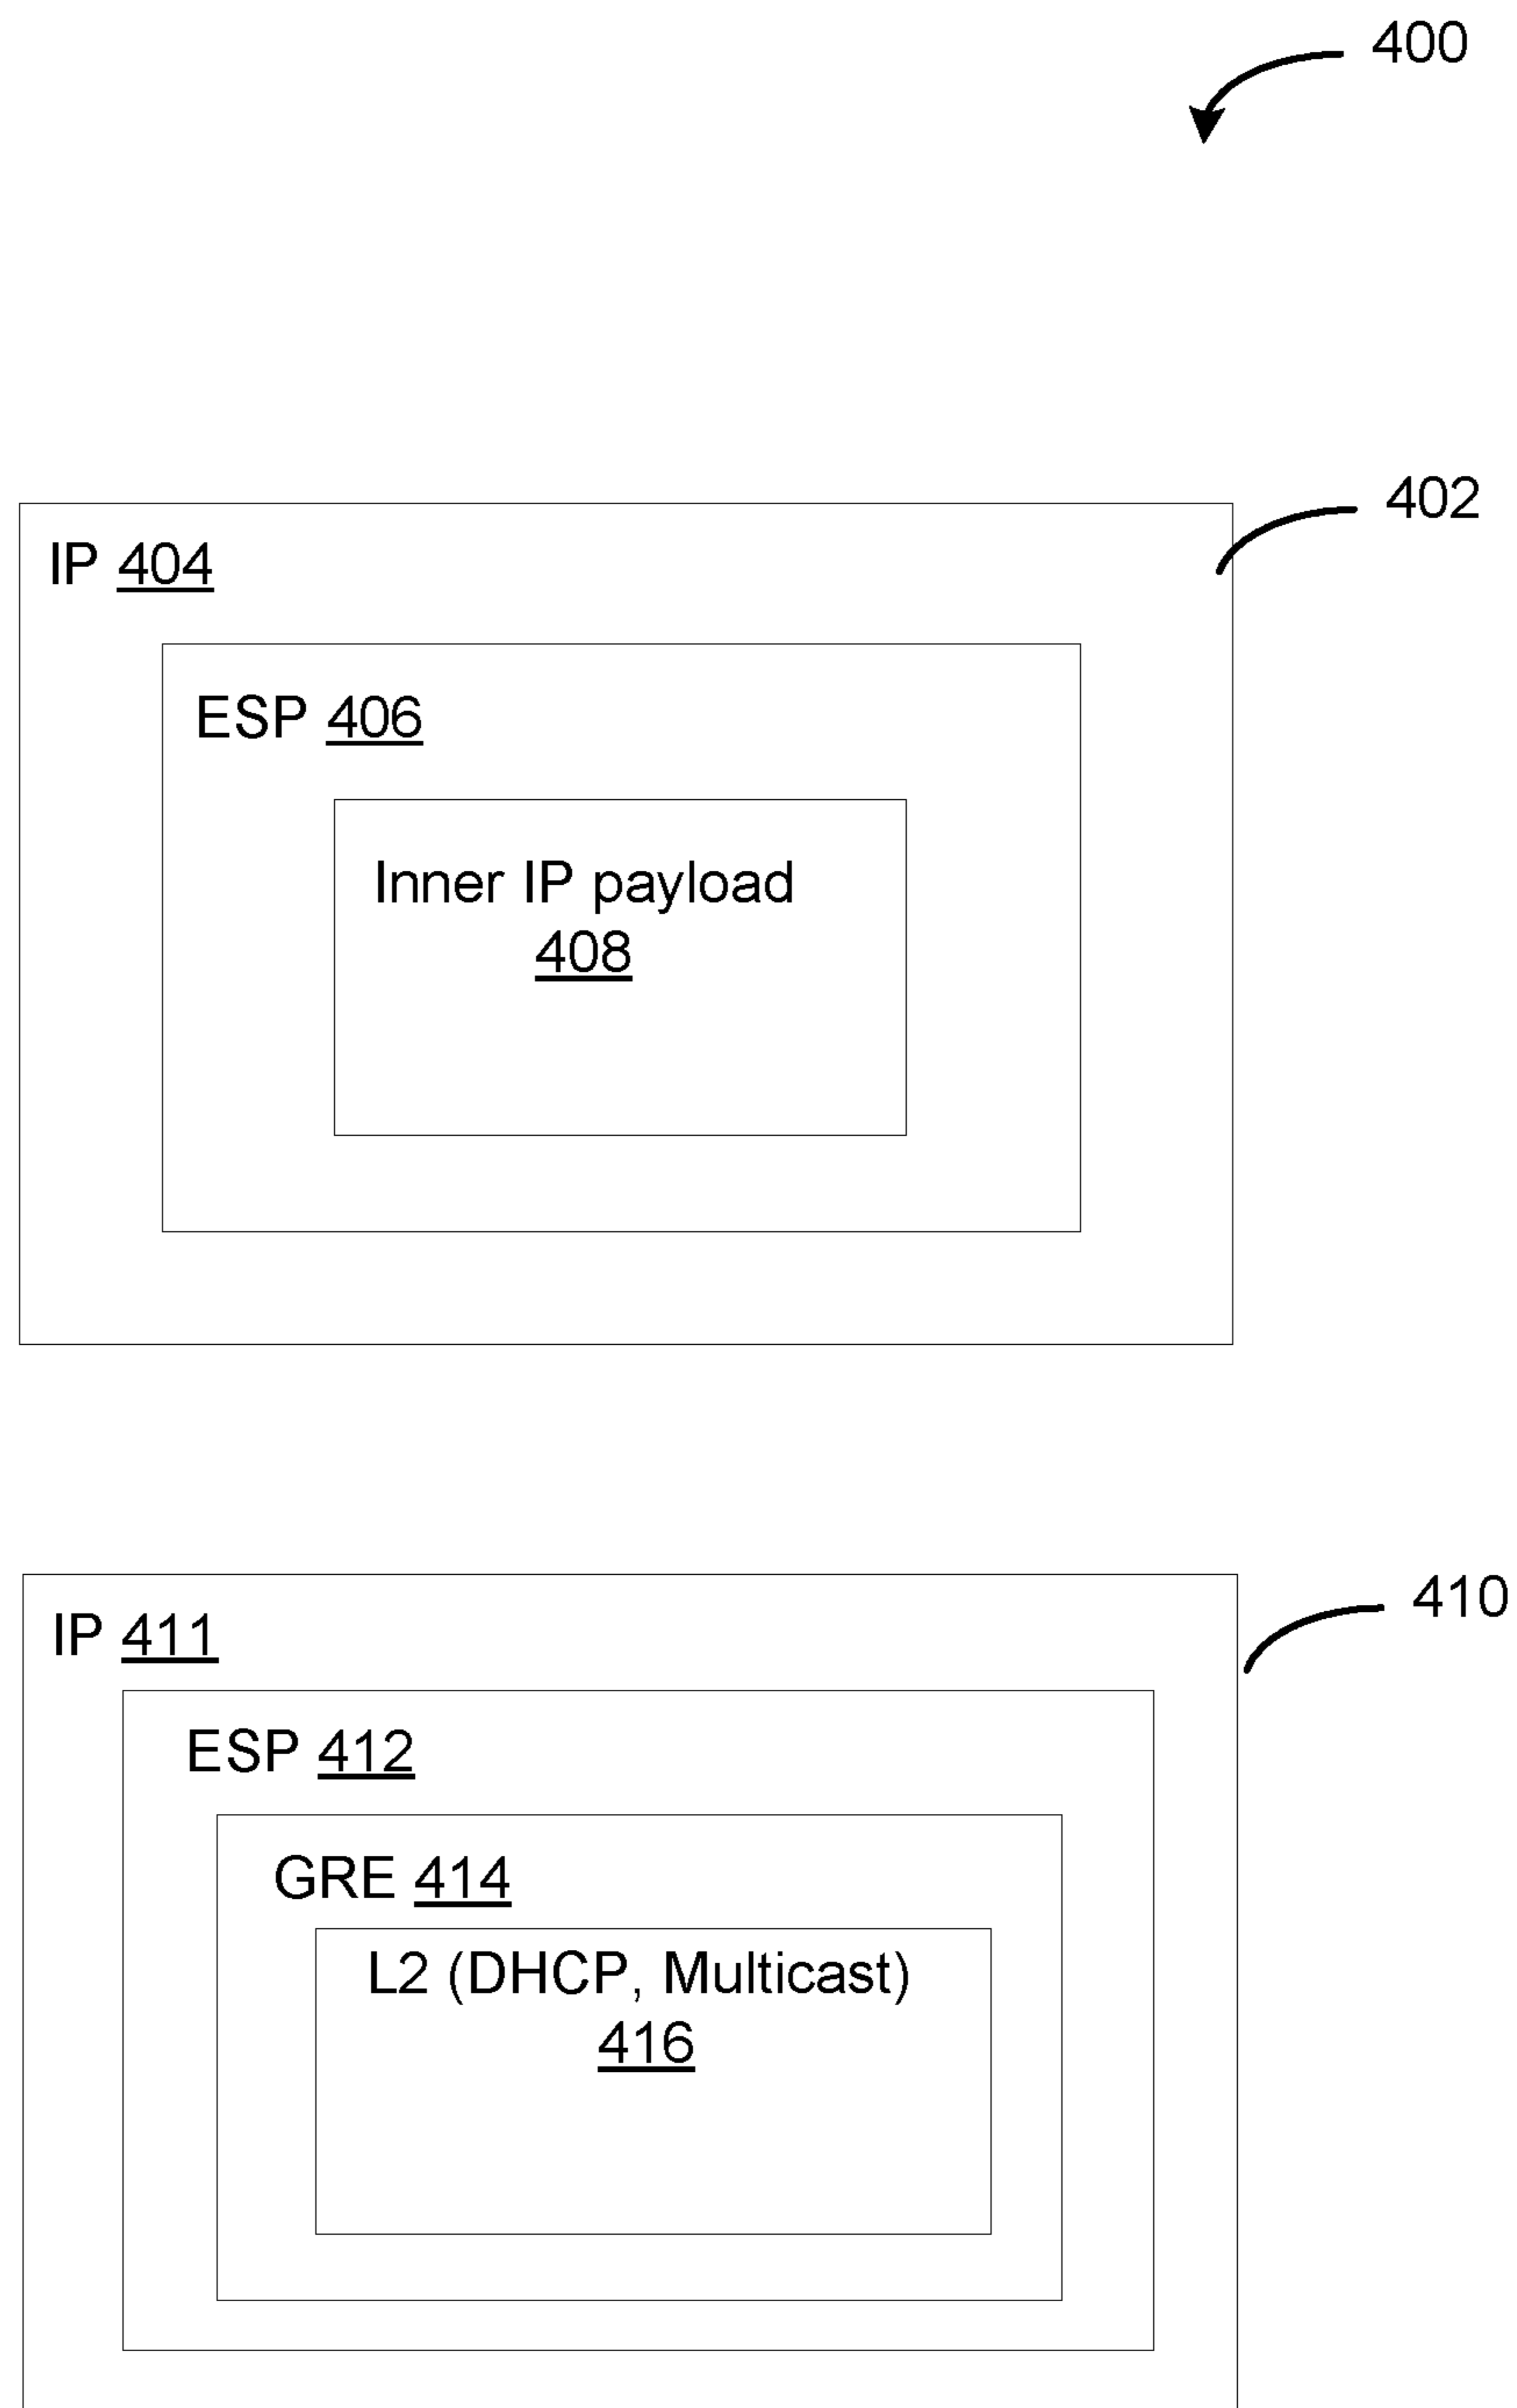 400
402
IP 404
ESP 406
Inner IP payload
408
410
IP 411
ESP 412
GRE 414
L2 (DHCP, Multicast)
416